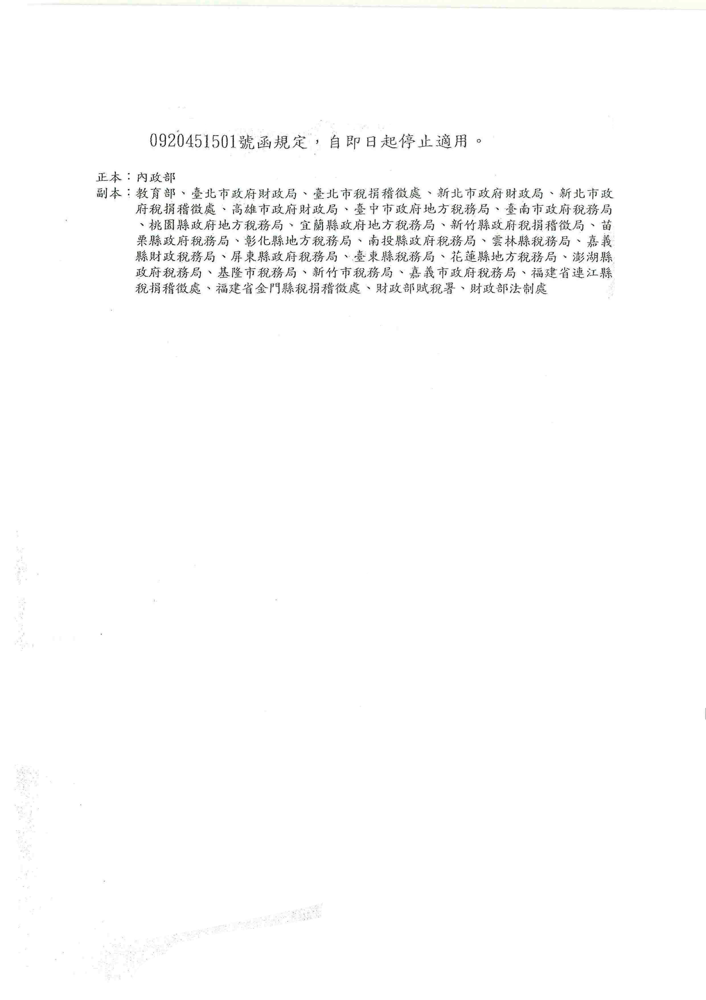 0920451501號函規定，自即日起停止適用。
正本：內政部
副本：教育部、臺北市政府財政局、臺北市稅捐稽徵處、新北市政府財政局、新北市政
府稅捐稽徵處、高雄市政府財政局、臺中市政府地方稅務局、臺南市政府稅務局
、桃園縣政府地方稅務局、宜蘭縣政府地方稅務局、新竹縣政府稅捐稽徵局、苗
栗縣政府稅務局、彰化縣地方稅務局、南投縣政府稅務局、雲林縣稅務局、嘉義
縣財政稅務局、屏東縣政府稅務局、臺東縣稅務局、花蓮縣地方稅務局、澎湖縣
政府稅務局、基隆市稅務局、新竹市稅務局、嘉義市政府稅務局、福建省連江縣
稅捐稽徵處、福建省金門縣稅捐稽徵處、財政部賦稅署、財政部法制處